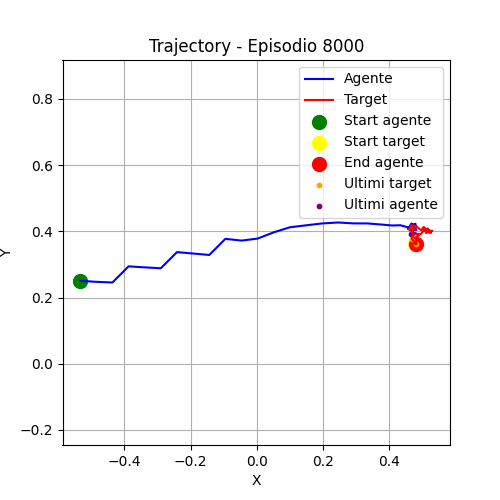 Trajectory - Episodio 8000
Agente
Target
Start agente
Start target
End agente
Ultimi target
Ultimi agente
0.8
0.6
0.4
0.2
0.0
−0.2
Y
−0.4
−0.2
0.0
0.2
0.4
X